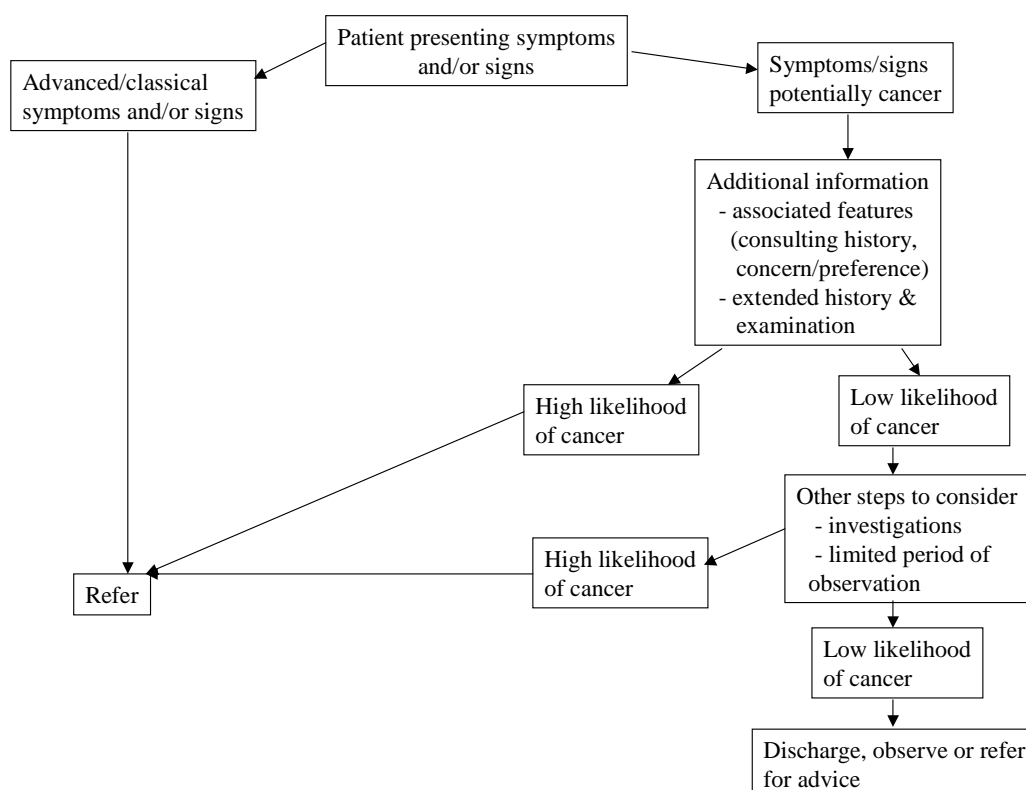 Patient presenting symptoms
and/or signs
Advanced/classical
symptoms and/or signs
Symptoms/signs
potentially cancer
Additional information
- associated features
(consulting history,
concern/preference)
- extended history &
examination
High likelihood
of cancer
Low likelihood
of cancer
Other steps to consider
- investigations
- limited period of
observation
High likelihood
of cancer
Refer
Low likelihood
of cancer
Discharge, observe or refer
for advice